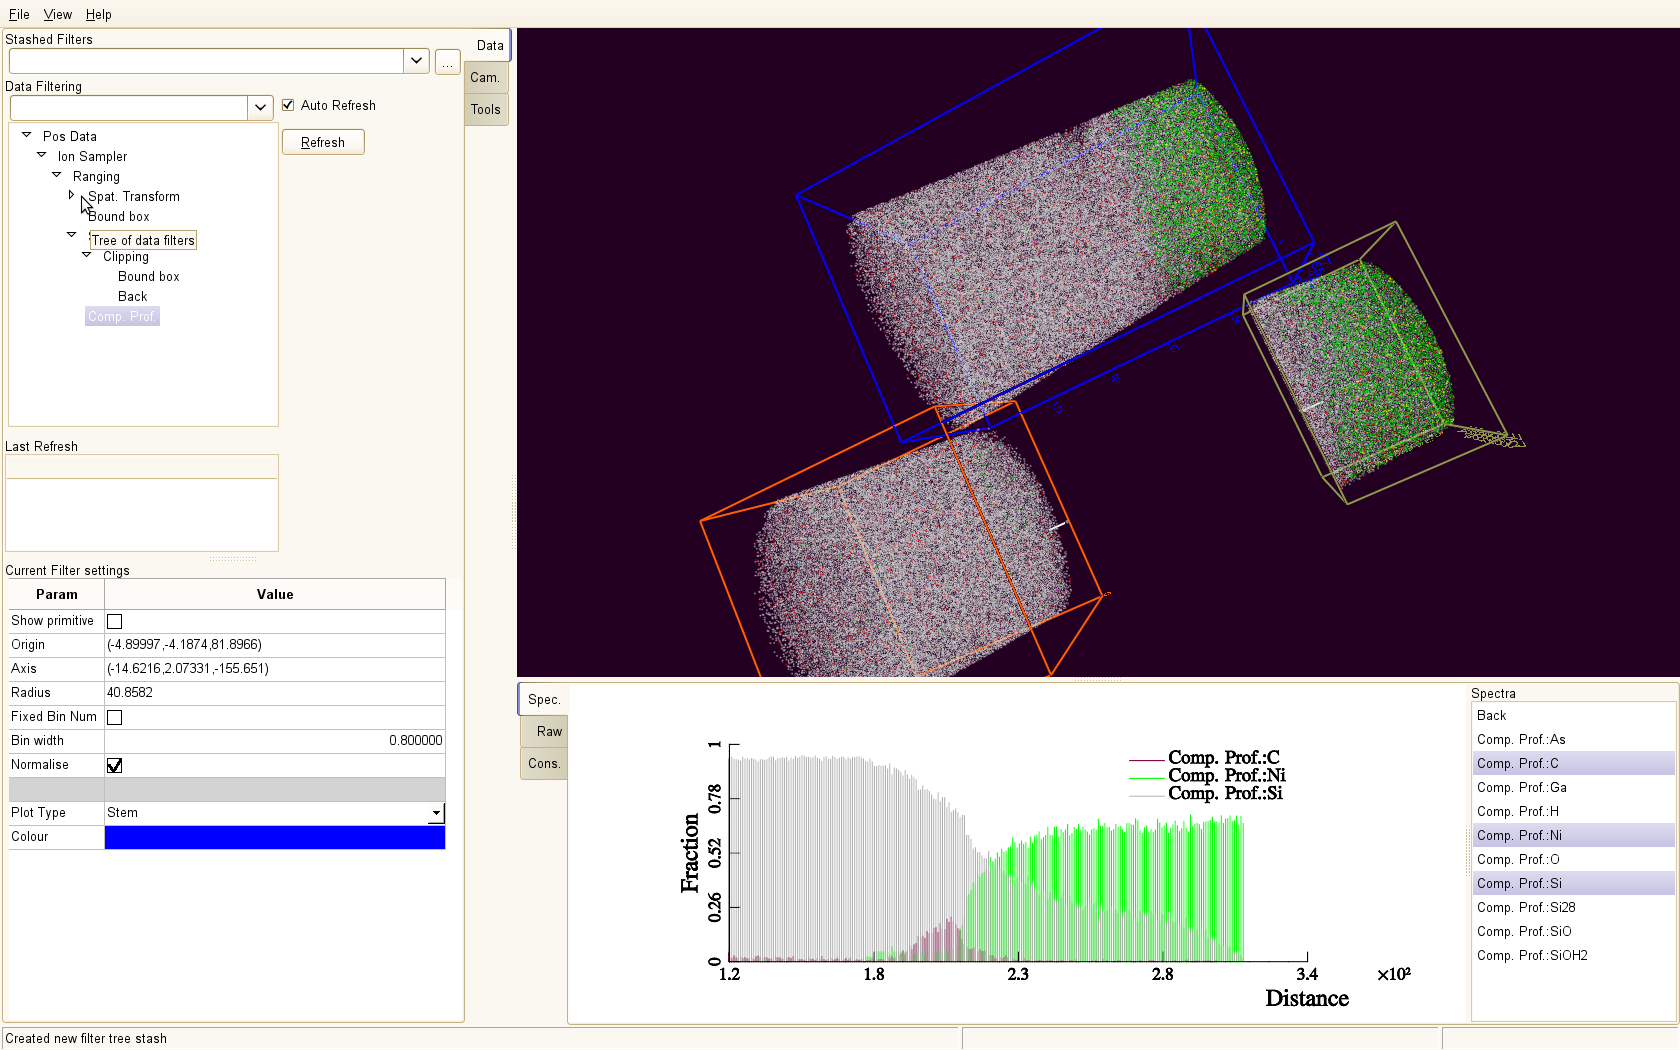 File View Help
Stashed Filters
...
Data Filtering
Auto Refresh
Refresh
Pos Data
Ion Sampler
Ranging
Spat. Transform
Bound box
Tree of data filters
Clipping
Bound box
Back
Comp. Prof.
Last Refresh
Current Filter settings
Param Value
Show primitive
Origin (-4.89997,-4.1874,81.8966)
Axis (-14.6216,2.07331,-155.651)
Radius 40.8582
Fixed Bin Num
Bin width 0.800000
Normalise
Plot Type Stem
Colour
Data
Cam.
Tools
Spec.
Raw
Cons.
Comp. Prof.:C
Comp. Prof.:Ni
Comp. Prof.:Si
Fraction
1
0.78
0.52
0.26
0
1.2 1.8 2.3 2.8 3.4 ×10²
Distance
Spectra
Back
Comp. Prof.:As
Comp. Prof.:C
Comp. Prof.:Ga
Comp. Prof.:H
Comp. Prof.:Ni
Comp. Prof.:O
Comp. Prof.:Si
Comp. Prof.:Si28
Comp. Prof.:SiO
Comp. Prof.:SiOH2
Created new filter tree stash